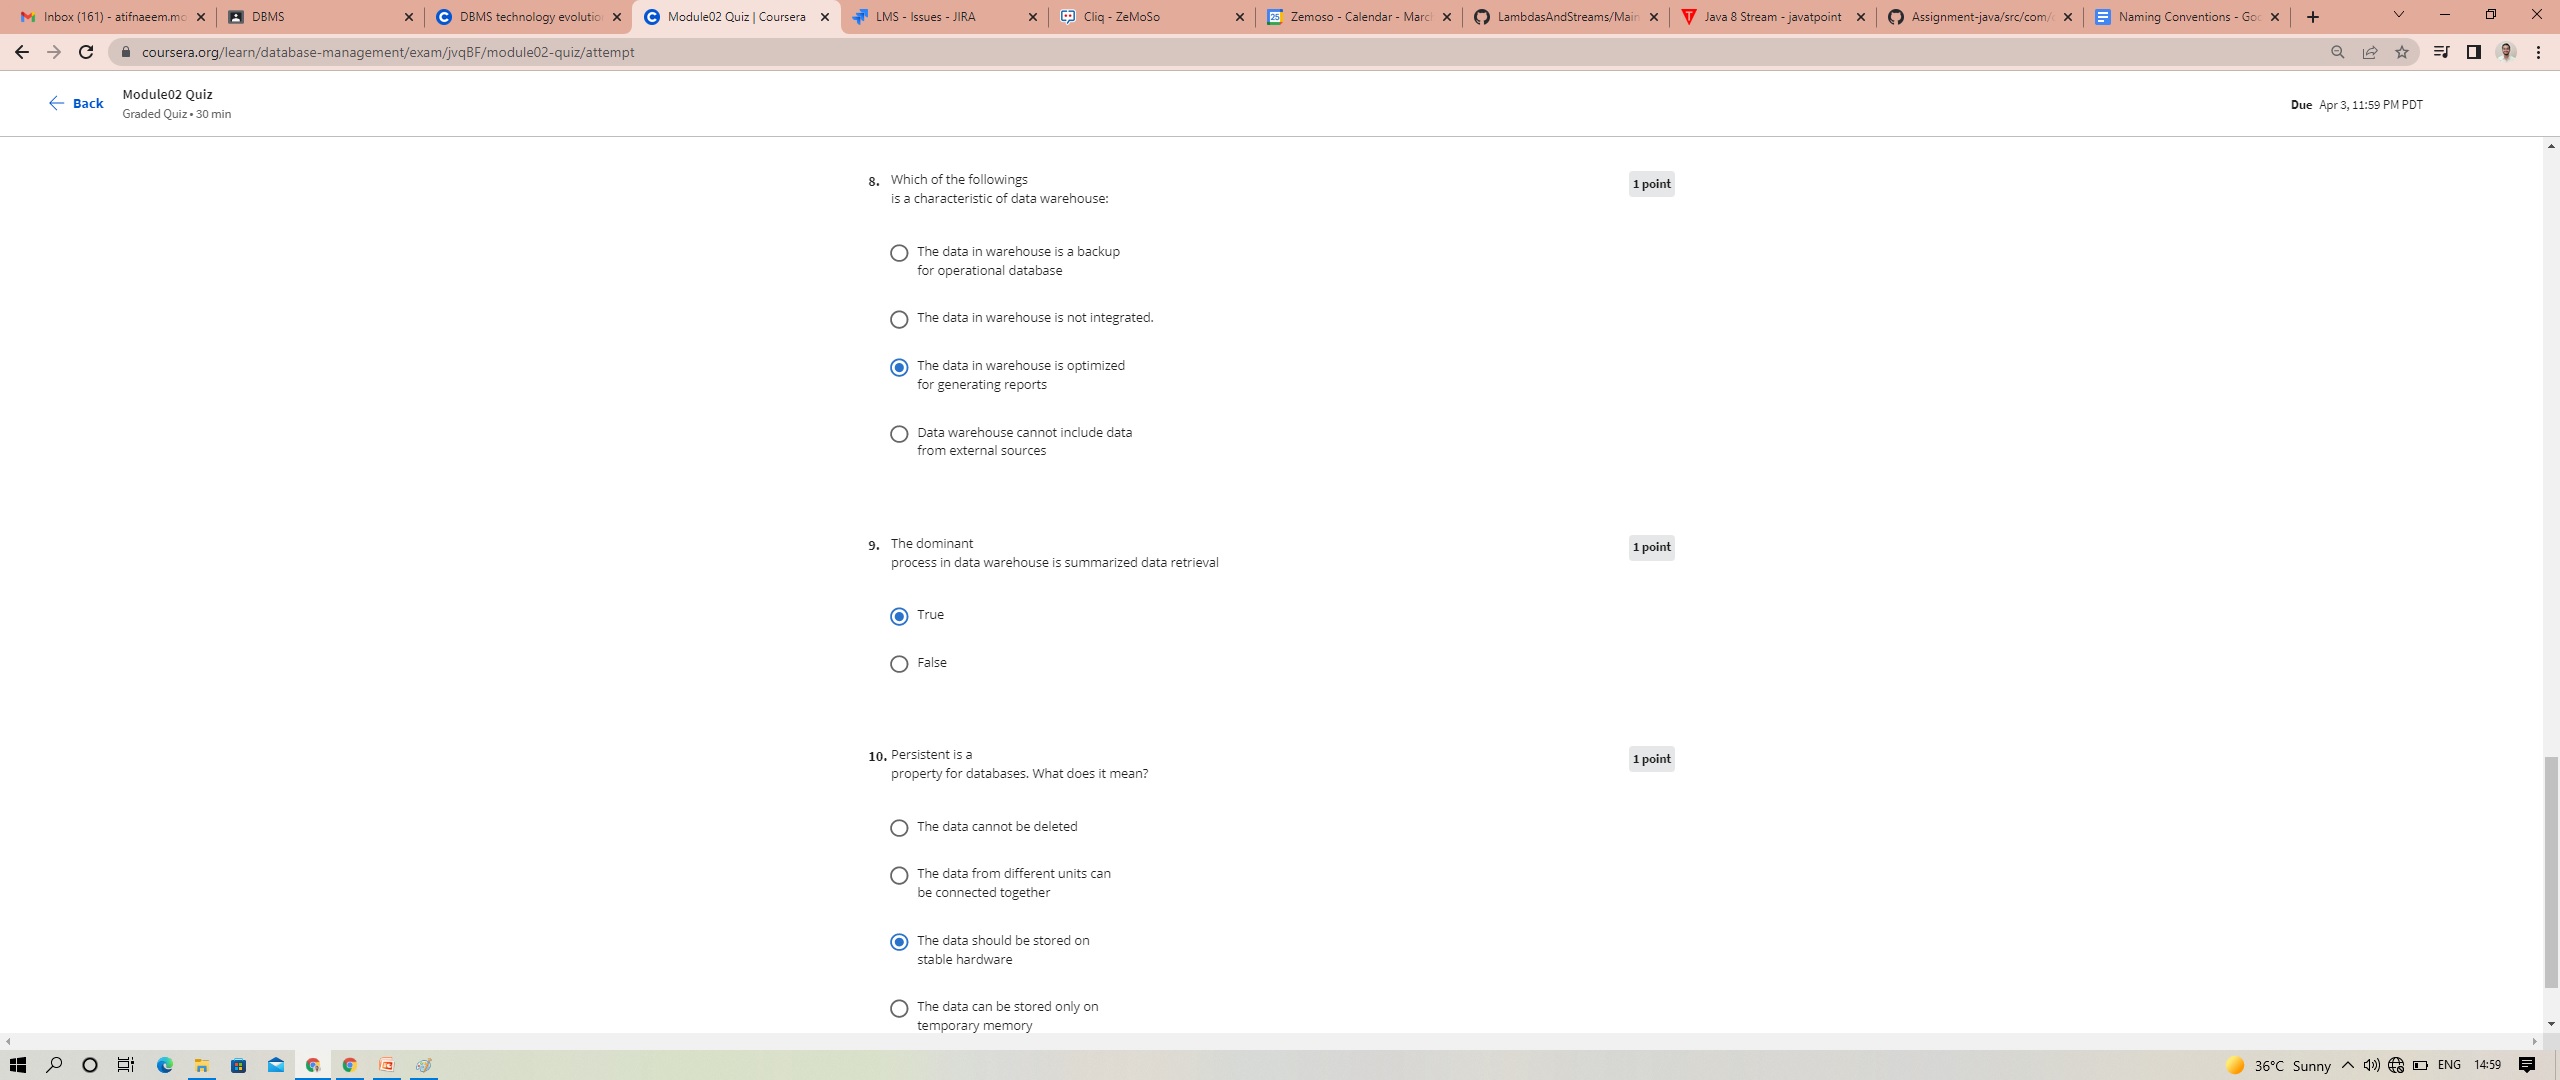 Inbox (161) - atifnaeem.mo
DBMS
DBMS technology evolutio
Module02 Quiz | Coursera
LMS - Issues - JIRA
Cliq - ZeMoSo
Zemoso - Calendar - Marc
LambdasAndStreams/Main
Java 8 Stream - javatpoint
Assignment-java/src/com/
Naming Conventions - Goo
coursera.org/learn/database-management/exam/jvqBF/module02-quiz/attempt
Back
Module02 Quiz
Graded Quiz • 30 min
Due Apr 3, 11:59 PM PDT
8. Which of the followings
is a characteristic of data warehouse:
1 point
The data in warehouse is a backup
for operational database
The data in warehouse is not integrated.
The data in warehouse is optimized
for generating reports
Data warehouse cannot include data
from external sources
9. The dominant
process in data warehouse is summarized data retrieval
1 point
True
False
10. Persistent is a
property for databases. What does it mean?
1 point
The data cannot be deleted
The data from different units can
be connected together
The data should be stored on
stable hardware
The data can be stored only on
temporary memory
36°C Sunny
ENG
14:59